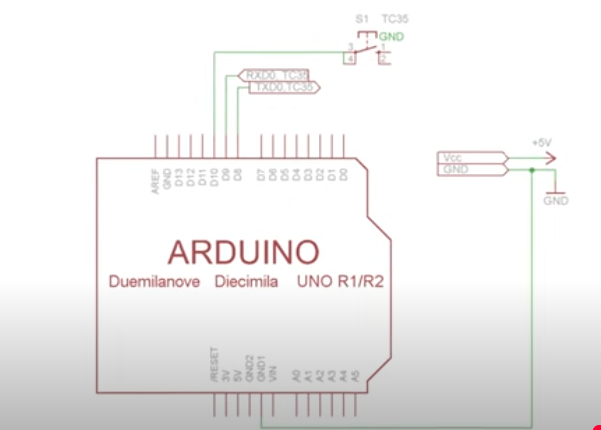 S1 TC35
GND
3 1
4 2
RXD0_TC35
TXD0_TC35
+5V
Vcc
GND
GND
AREF
GND
D13
D12
D11
D10
D9
D8
D7
D6
D5
D4
D3
D2
D1
D0
ARDUINO
Duemilanove Diecimila UNO R1/R2
/RESET
3V
5V
GND2
GND1
VIN
A0
A1
A2
A3
A4
A5